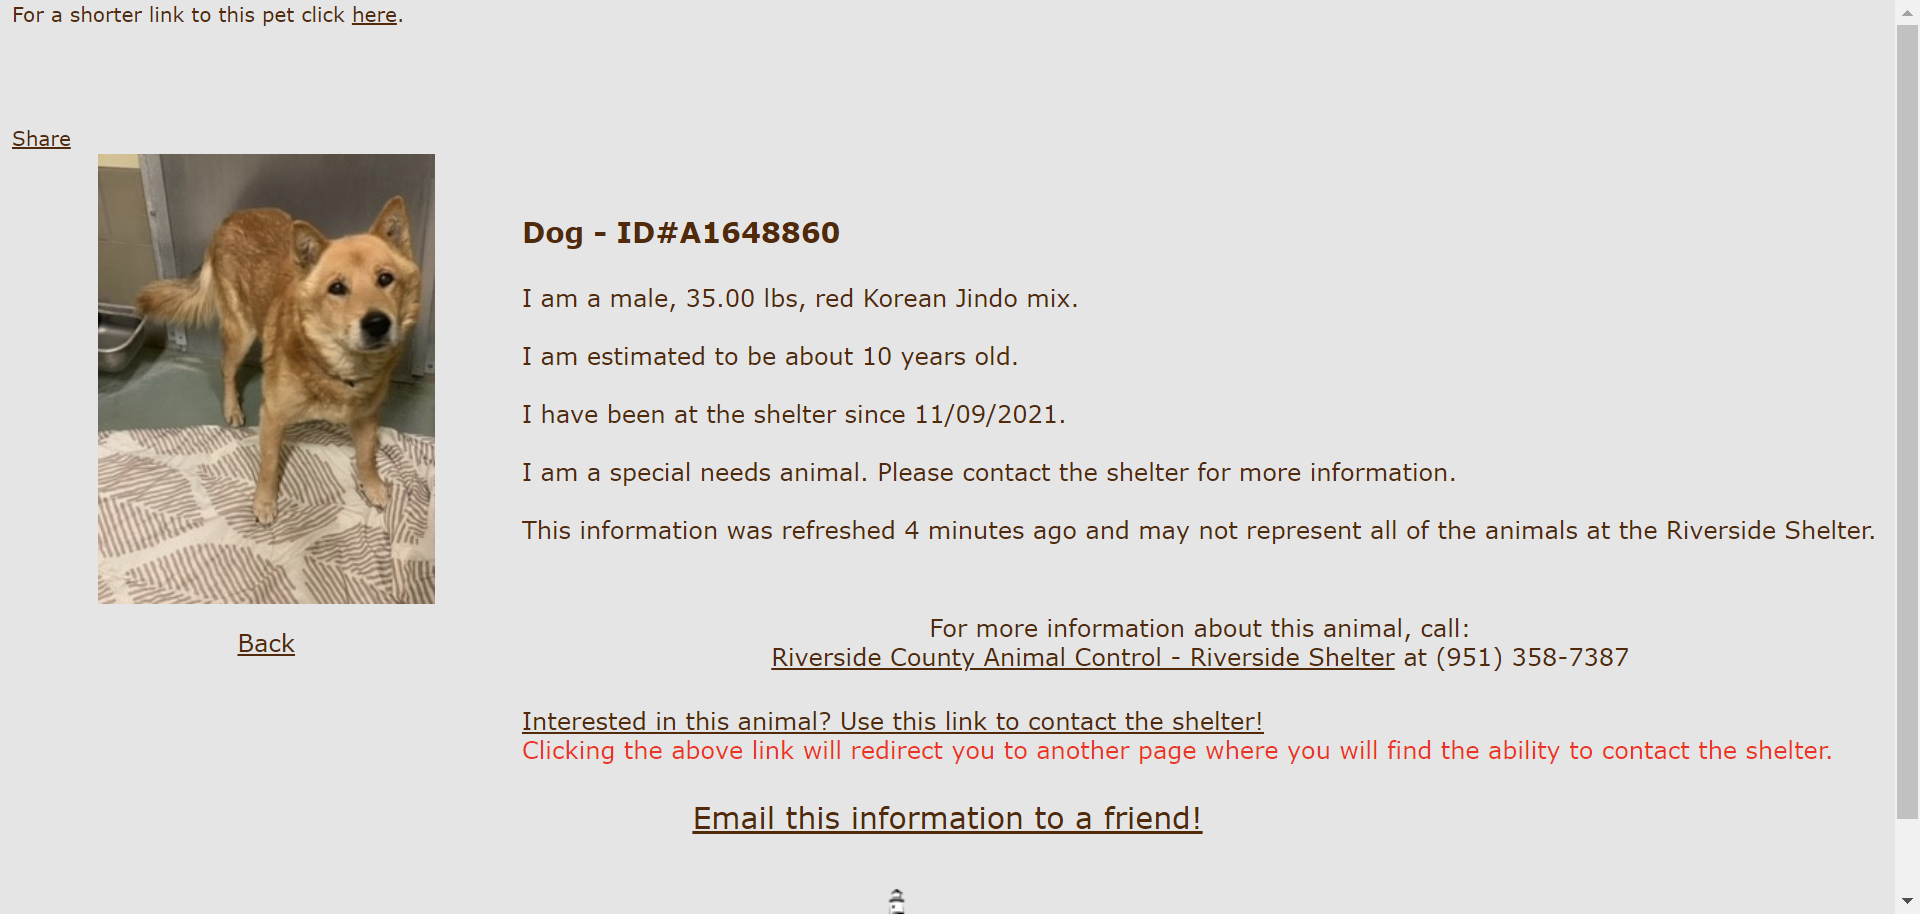 For a shorter link to this pet click here.
Share
Dog - ID#A1648860
I am a male, 35.00 lbs, red Korean Jindo mix.
I am estimated to be about 10 years old.
I have been at the shelter since 11/09/2021.
I am a special needs animal. Please contact the shelter for more information.
This information was refreshed 4 minutes ago and may not represent all of the animals at the Riverside Shelter.
Back
For more information about this animal, call:
Riverside County Animal Control - Riverside Shelter at (951) 358-7387
Interested in this animal? Use this link to contact the shelter!
Clicking the above link will redirect you to another page where you will find the ability to contact the shelter.
Email this information to a friend!